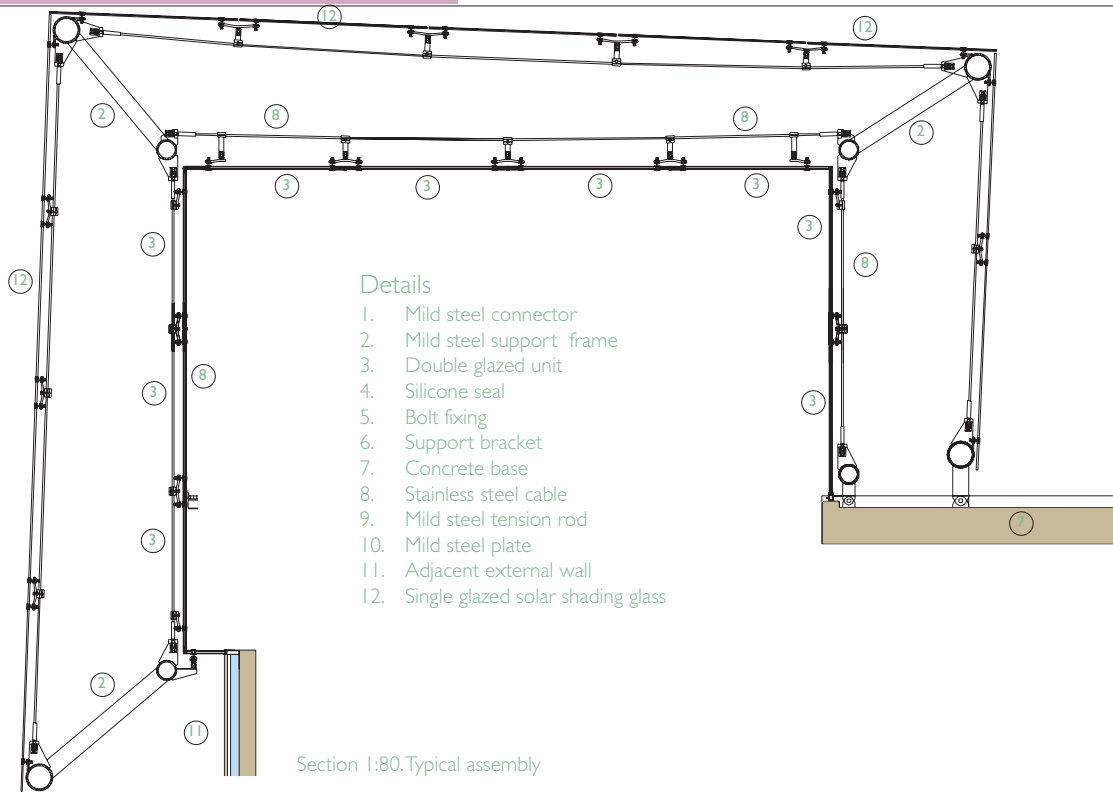 12
12
2
8
8
2
3
3
3
3
3
3
12
8
8
3
3
3
7
3
2
11
Details
1. Mild steel connector
2. Mild steel support frame
3. Double glazed unit
4. Silicone seal
5. Bolt fixing
6. Support bracket
7. Concrete base
8. Stainless steel cable
9. Mild steel tension rod
10. Mild steel plate
11. Adjacent external wall
12. Single glazed solar shading glass
Section 1:80. Typical assembly